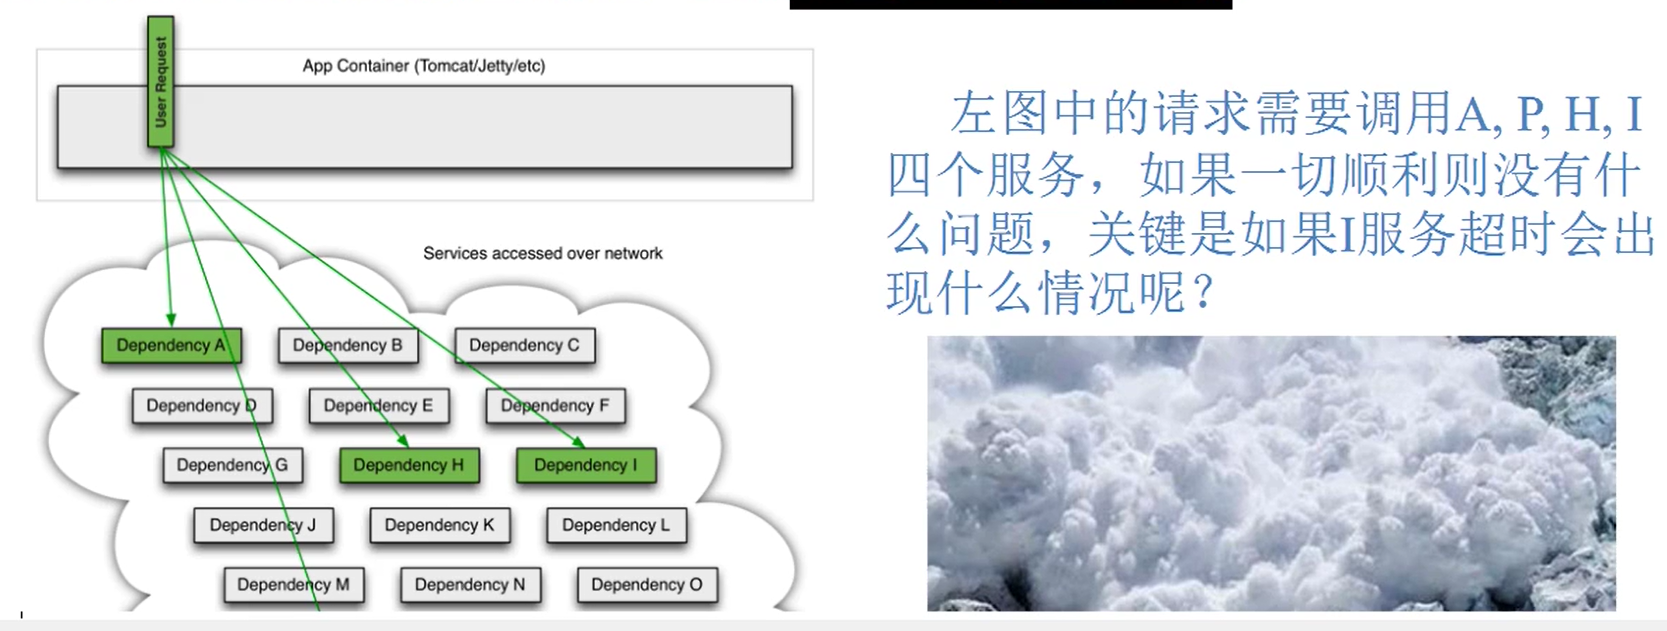 User Request
App Container (Tomcat/Jetty/etc)
Services accessed over network
Dependency A
Dependency B
Dependency C
Dependency D
Dependency E
Dependency F
Dependency G
Dependency H
Dependency I
Dependency J
Dependency K
Dependency L
Dependency M
Dependency N
Dependency O
左图中的请求需要调用A, P, H, I
四个服务，如果一切顺利则没有什
么问题，关键是如果I服务超时会出
现什么情况呢？